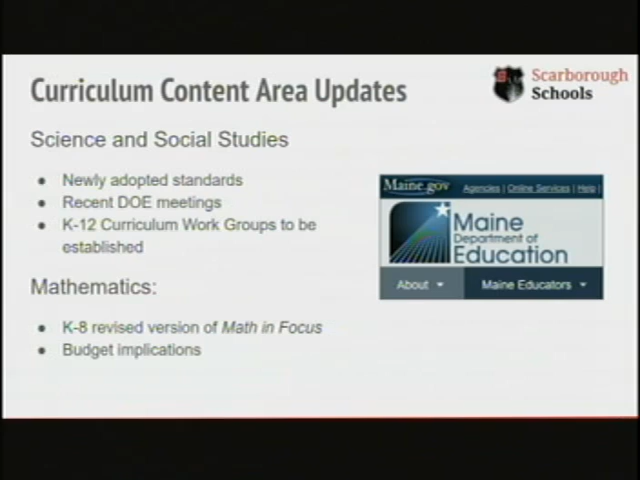 Curriculum Content Area Updates
Scarborough
Schools
Science and Social Studies
● Newly adopted standards
● Recent DOE meetings
● K-12 Curriculum Work Groups to be
established
Maine.gov
Agencies | Online Services | Help |
Maine
Department of
Education
About
Maine Educators
Mathematics:
● K-8 revised version of Math in Focus
● Budget implications